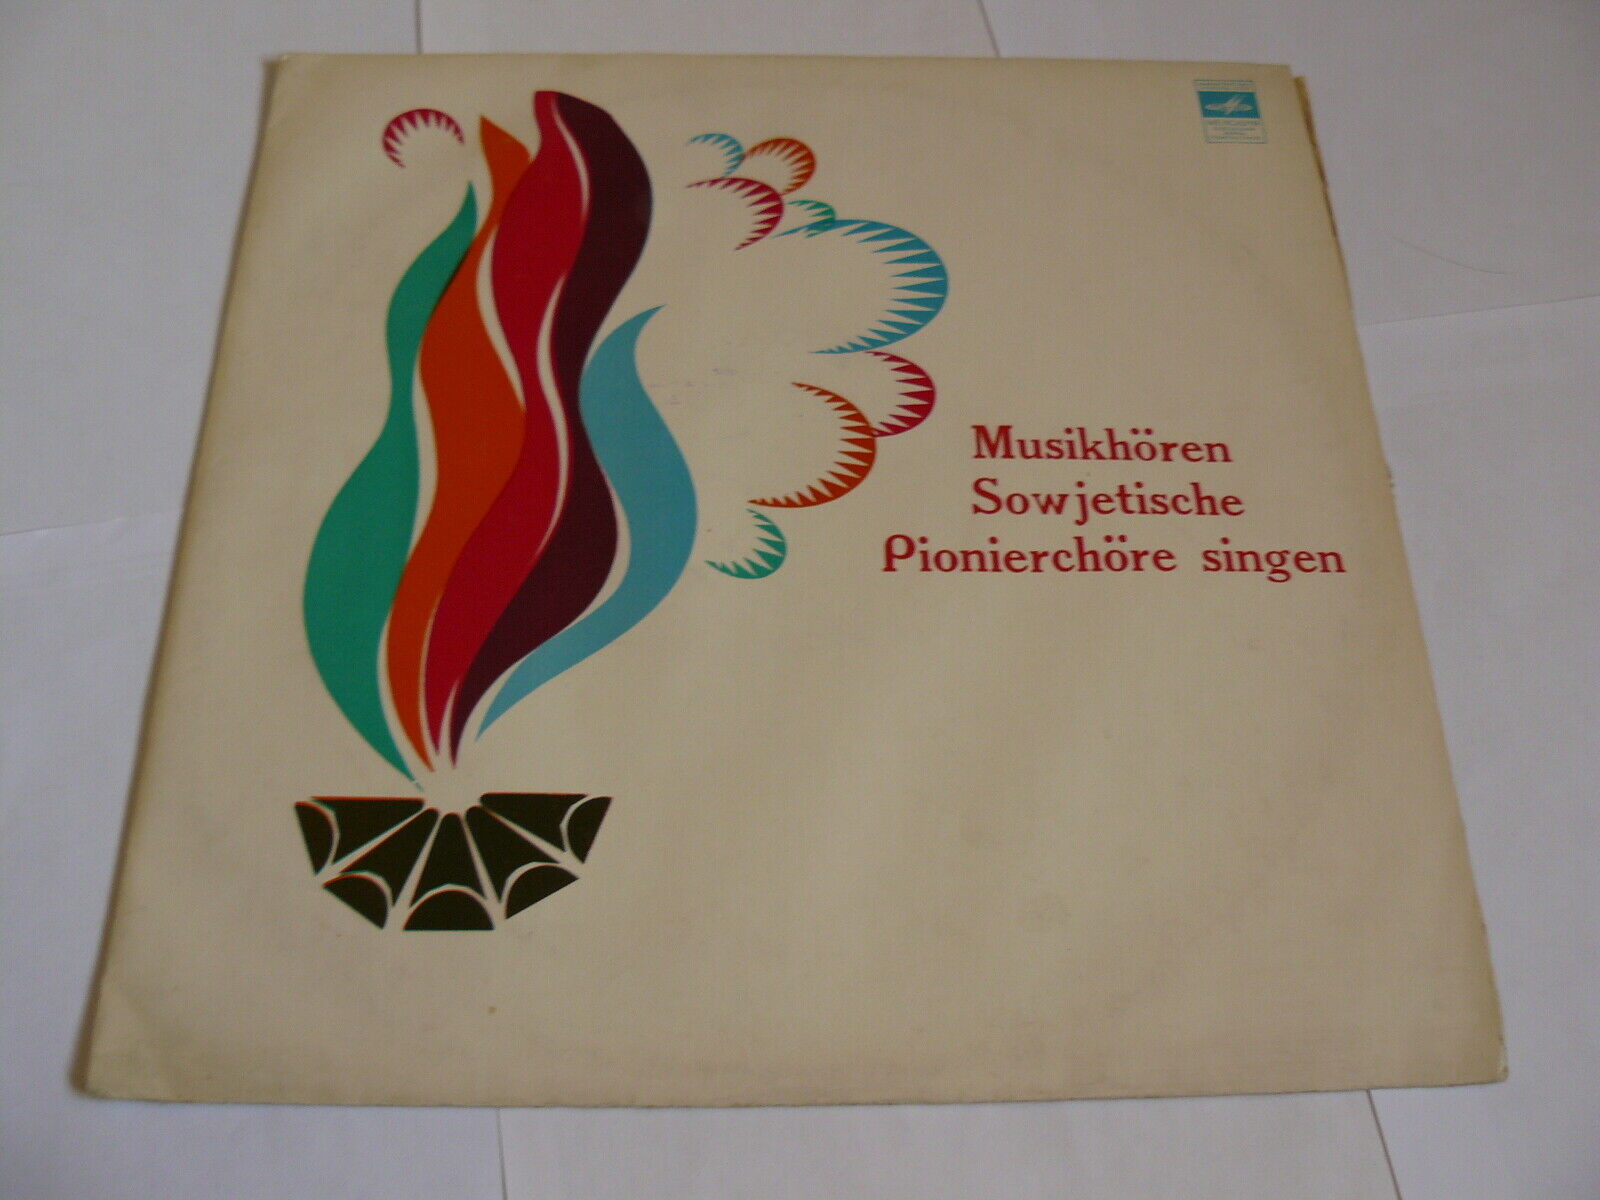 Musikhören
Sowjetische
Pionierchöre singen